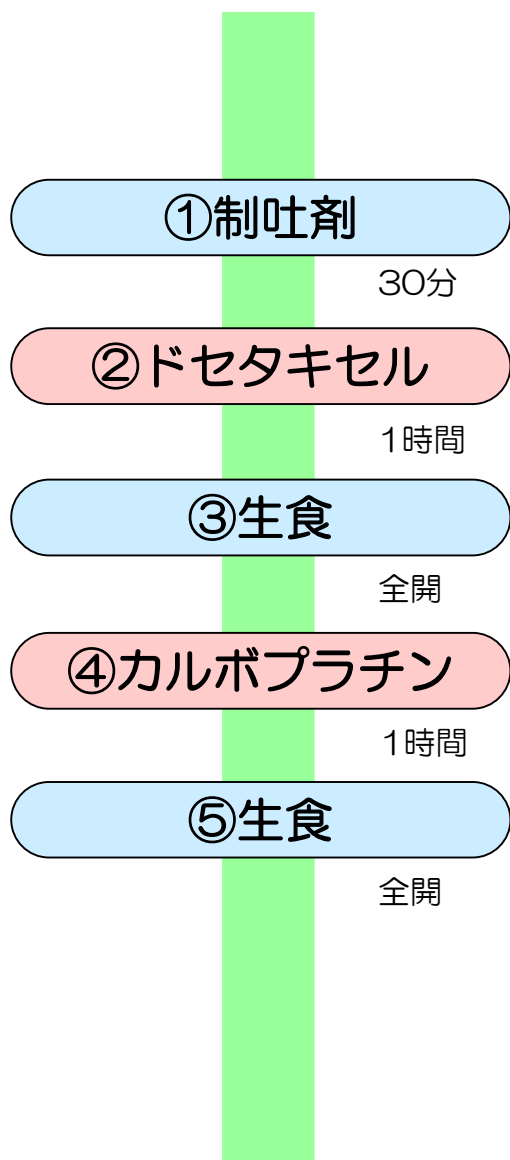 ①制吐剤
30分
②ドセタキセル
1時間
③生食
全開
④カルボプラチン
1時間
⑤生食
全開